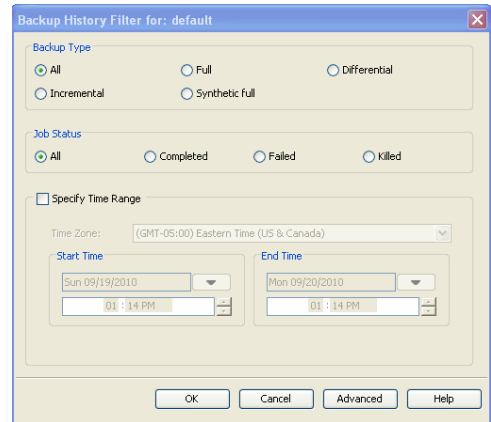 Backup History Filter for: default
Backup Type
All Full Differential
Incremental Synthetic full
Job Status
All Completed Failed Killed
Specify Time Range
Time Zone: (GMT-05:00) Eastern Time (US & Canada)
Start Time End Time
Sun 09/19/2010 Mon 09/20/2010
01 : 14 PM 01 : 14 PM
OK Cancel Advanced Help